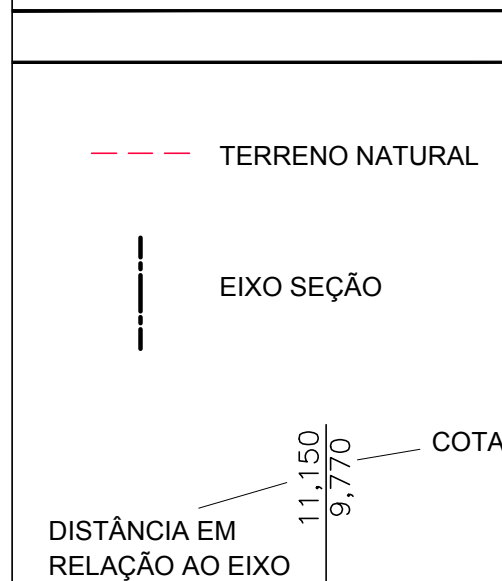 TERRENO NATURAL
EIXO SEÇÃO
11,150
9,770
COTA
DISTÂNCIA EM
RELAÇÃO AO EIXO